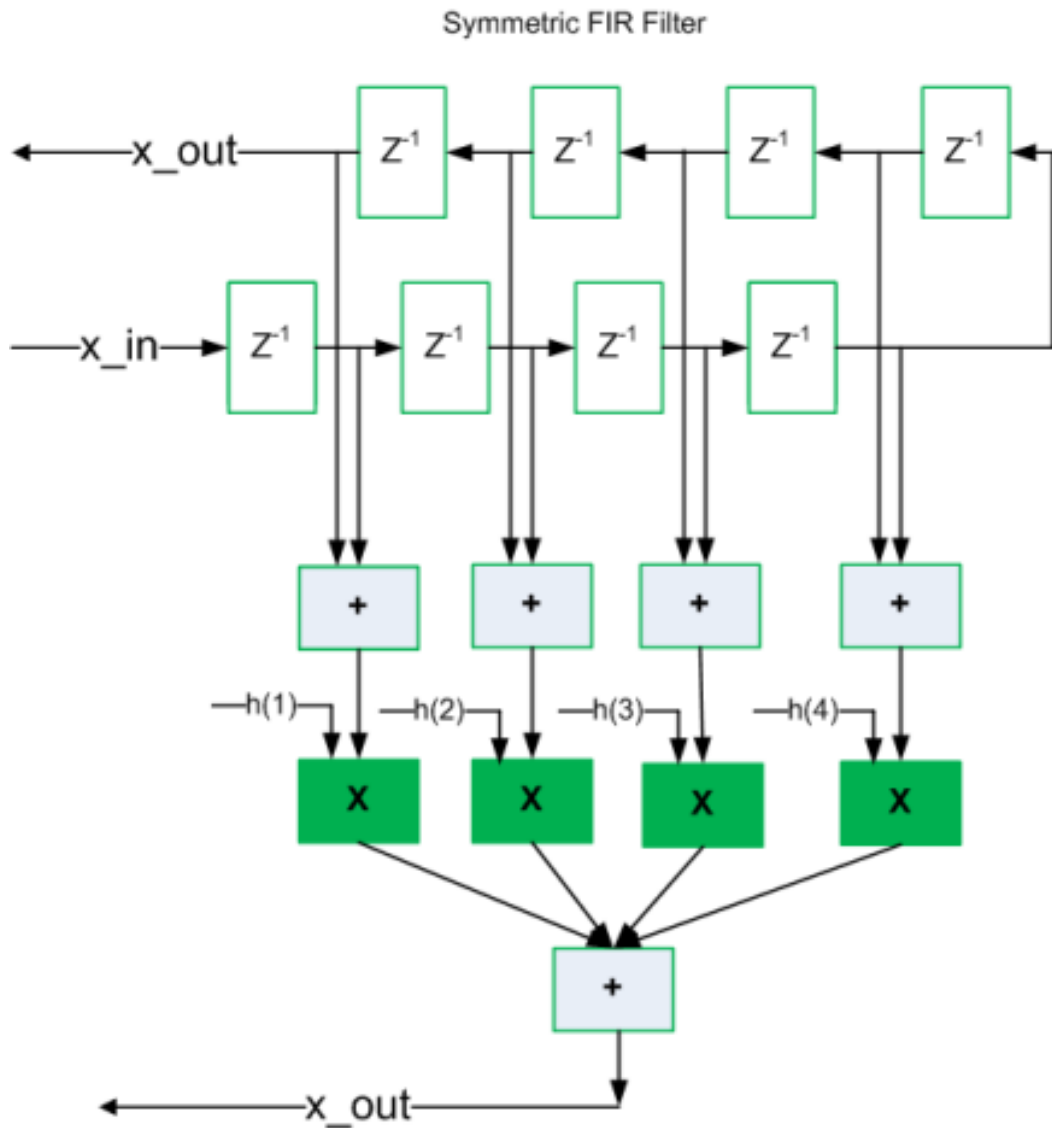 Symmetric FIR Filter
x_out Z⁻¹ Z⁻¹ Z⁻¹ Z⁻¹
x_in Z⁻¹ Z⁻¹ Z⁻¹ Z⁻¹
+ + + +
h(1) h(2) h(3) h(4)
X X X X
+
x_out